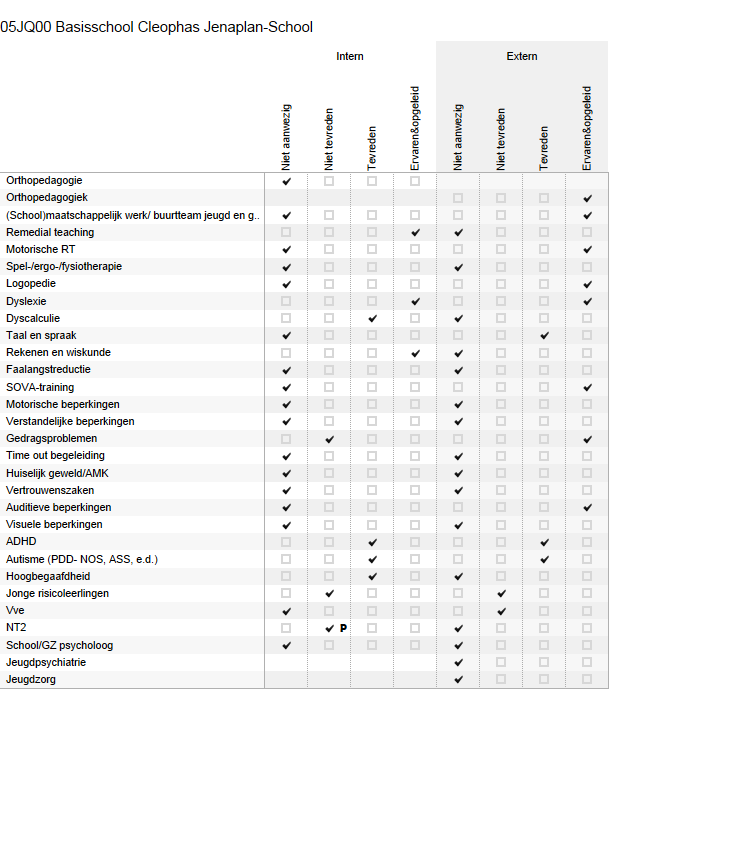 05JQ00 Basisschool Cleophas Jenaplan-School
Intern Extern
Niet aanwezig Niet tevreden Tevreden Ervaren&opgeleid Niet aanwezig Niet tevreden Tevreden Ervaren&opgeleid
Orthopedagogie
Orthopedagogiek
(School)maatschappelijk werk/ buurtteam jeugd en g..
Remedial teaching
Motorische RT
Spel-/ergo-/fysiotherapie
Logopedie
Dyslexie
Dyscalculie
Taal en spraak
Rekenen en wiskunde
Faalangstreductie
SOVA-training
Motorische beperkingen
Verstandelijke beperkingen
Gedragsproblemen
Time out begeleiding
Huiselijk geweld/AMK
Vertrouwenszaken
Auditieve beperkingen
Visuele beperkingen
ADHD
Autisme (PDD- NOS, ASS, e.d.)
Hoogbegaafdheid
Jonge risicoleerlingen
Vve
NT2 P
School/GZ psycholoog
Jeugdpsychiatrie
Jeugdzorg